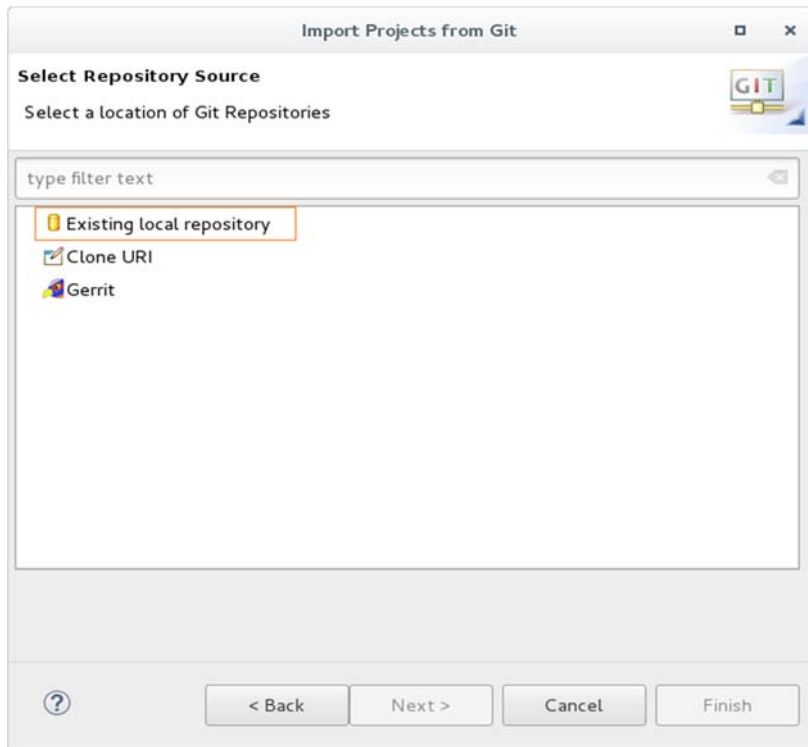 Import Projects from Git
Select Repository Source
Select a location of Git Repositories
GIT
type filter text
Existing local repository
Clone URI
Gerrit
?
< Back
Next >
Cancel
Finish